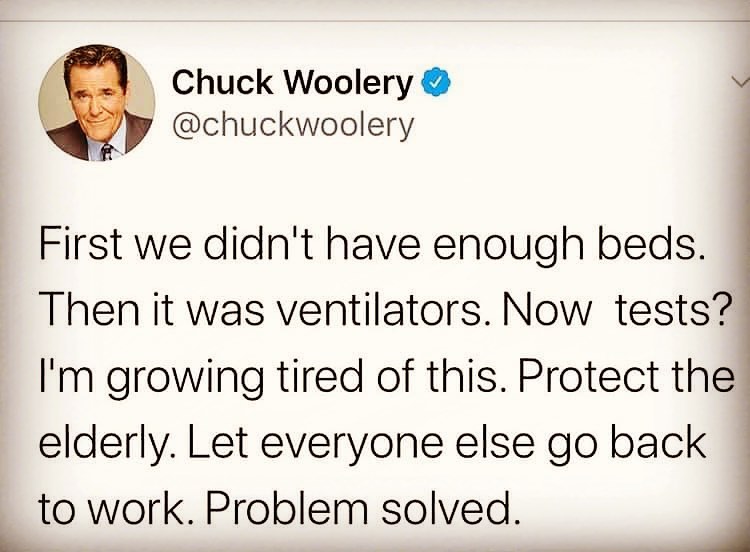 Chuck Woolery
@chuckwoolery
First we didn't have enough beds.
Then it was ventilators. Now  tests?
I'm growing tired of this. Protect the
elderly. Let everyone else go back
to work. Problem solved.